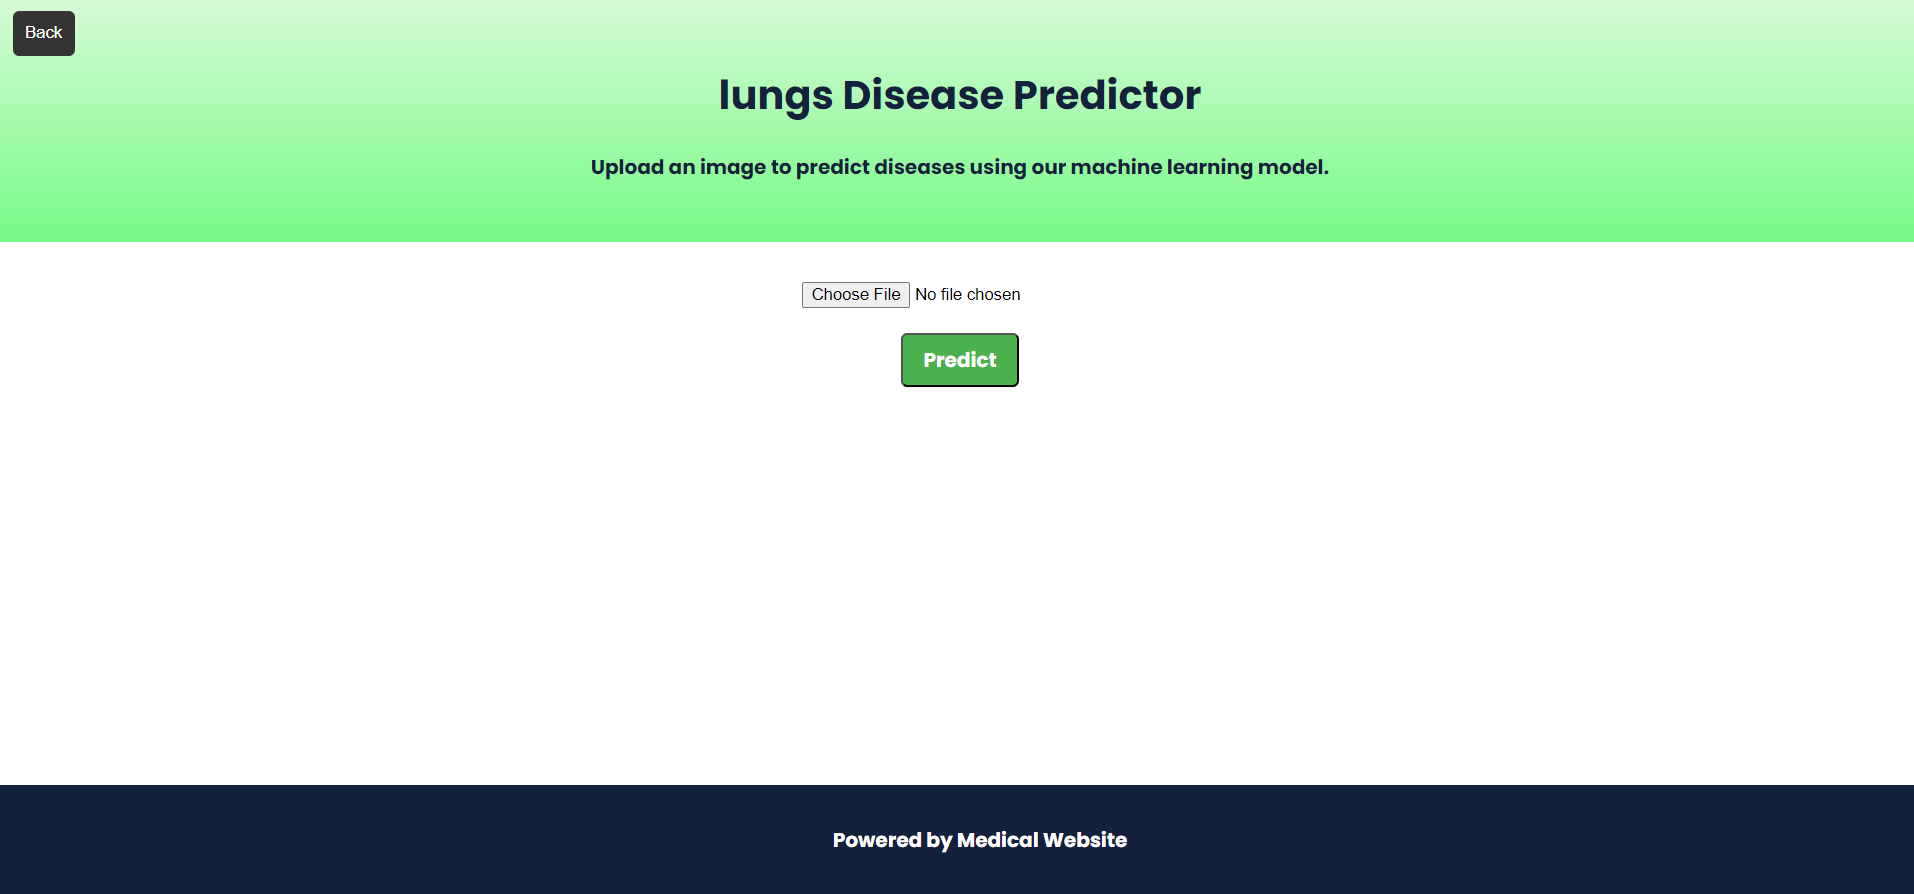 Back
lungs Disease Predictor
Upload an image to predict diseases using our machine learning model.
Choose File No file chosen
Predict
Powered by Medical Website